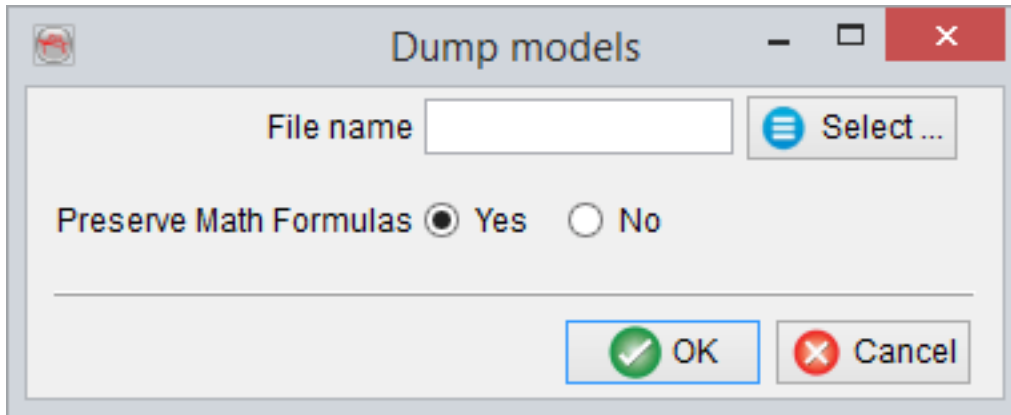 Dump models
File name Select ...
Preserve Math Formulas Yes No
OK Cancel